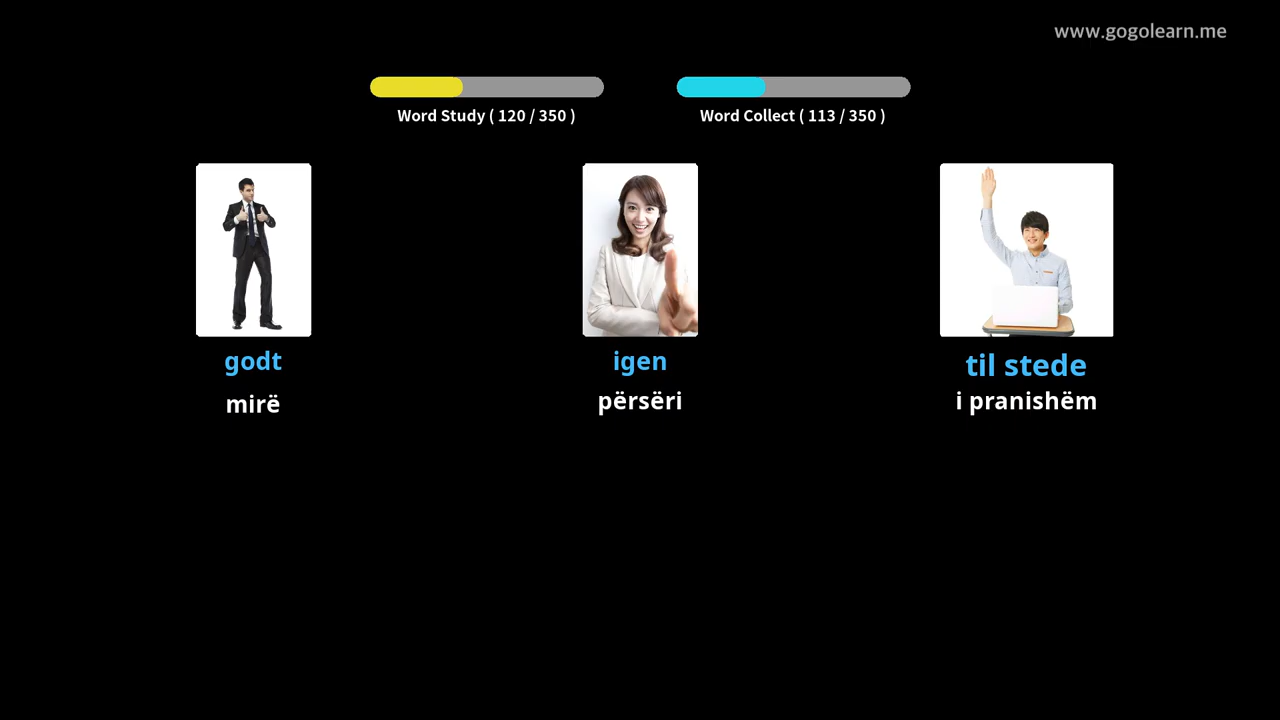 www.gogolearn.me
Word Study ( 120 / 350 )
Word Collect ( 113 / 350 )
godt
igen
til stede
mirë
përsëri
i pranishëm